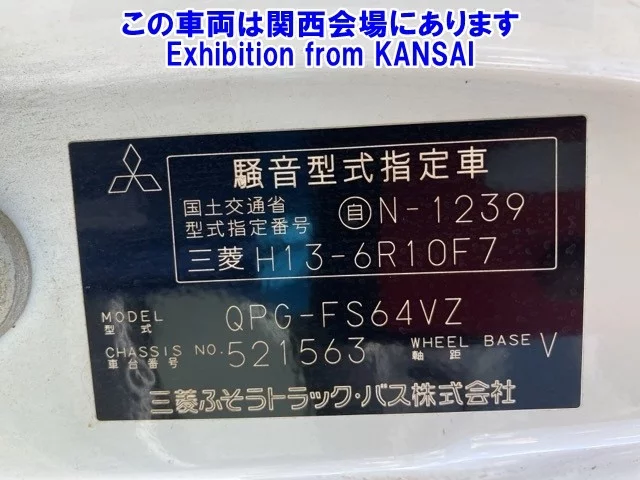 この車両は関西会場にあります
Exhibition from KANSAI
騒音型式指定車
国土交通省
型式指定番号 自 N-1239
三菱 H13-6R10F7
MODEL
型式 QPG-FS64VZ
CHASSIS NO.
車台番号 521563 WHEEL BASE
軸距 V
三菱ふそうトラック・バス株式会社